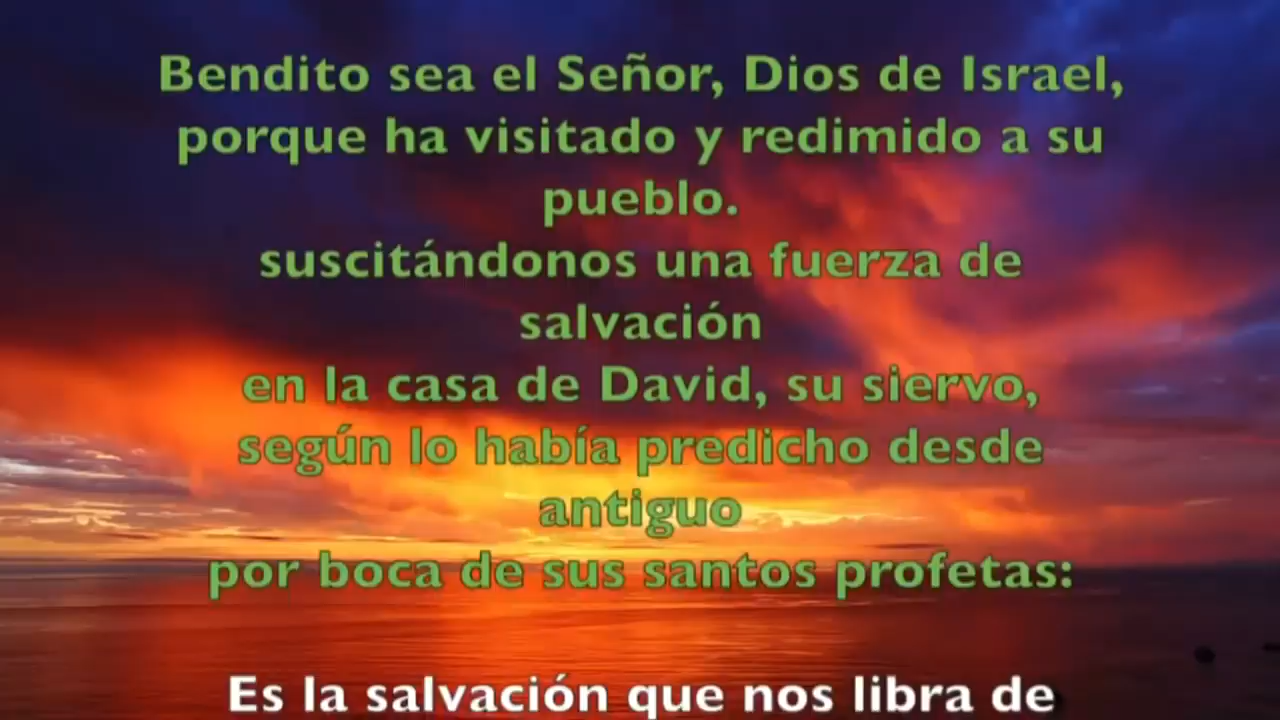 Bendito sea el Señor, Dios de Israel,
porque ha visitado y redimido a su
pueblo.
suscitándonos una fuerza de
salvación
en la casa de David, su siervo,
según lo había predicho desde
antiguo
por boca de sus santos profetas:
Es la salvación que nos libra de